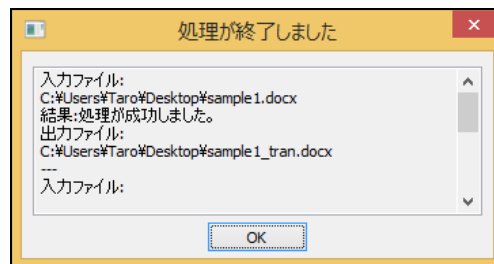 処理が終了しました
入力ファイル:
C:¥Users¥Taro¥Desktop¥sample1.docx
結果:処理が成功しました。
出力ファイル:
C:¥Users¥Taro¥Desktop¥sample1_tran.docx
---
入力ファイル:
OK